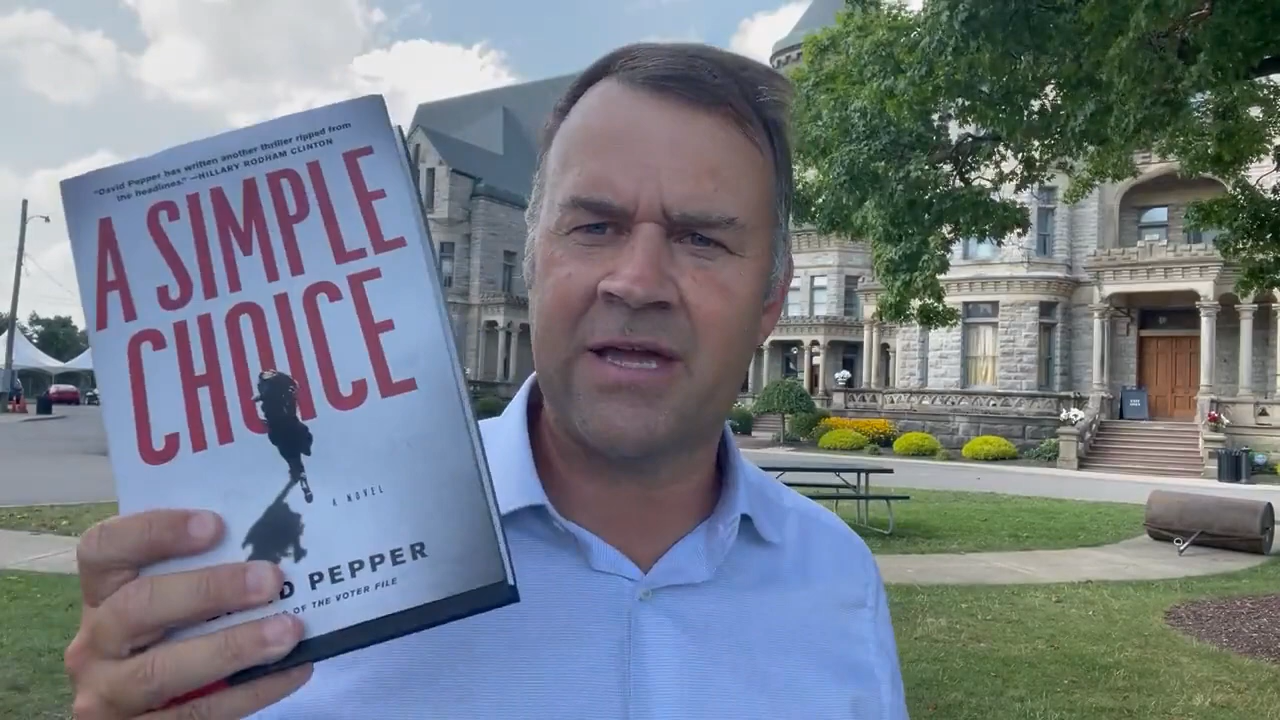 "David Pepper has written another thriller ripped from
the headlines." —HILLARY RODHAM CLINTON
A SIMPLE
CHOICE
A NOVEL
PEPPER
OF THE VOTER FILE